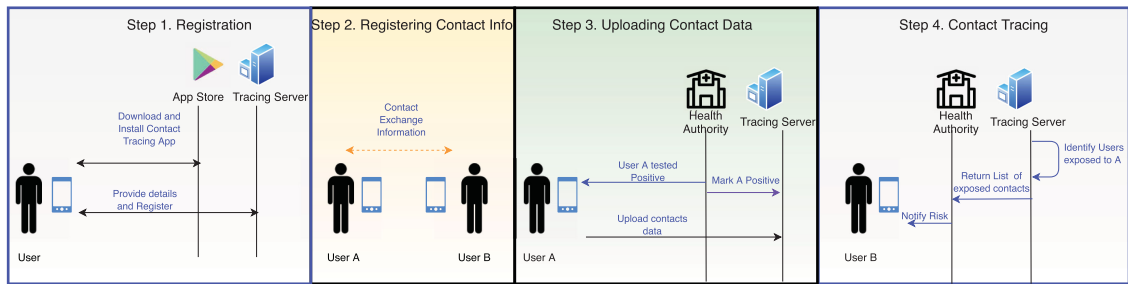 Step 1. Registration
App Store
Tracing Server
Download and
Install Contact
Tracing App
Provide details
and Register
User
Step 2. Registering Contact Info
Contact
Exchange
Information
User A
User B
Step 3. Uploading Contact Data
Health
Authority
Tracing Server
User A tested
Positive
Mark A Positive
Upload contacts
data
User A
Step 4. Contact Tracing
Health
Authority
Tracing Server
Identify Users
exposed to A
Return List of
exposed contacts
Notify Risk
User B